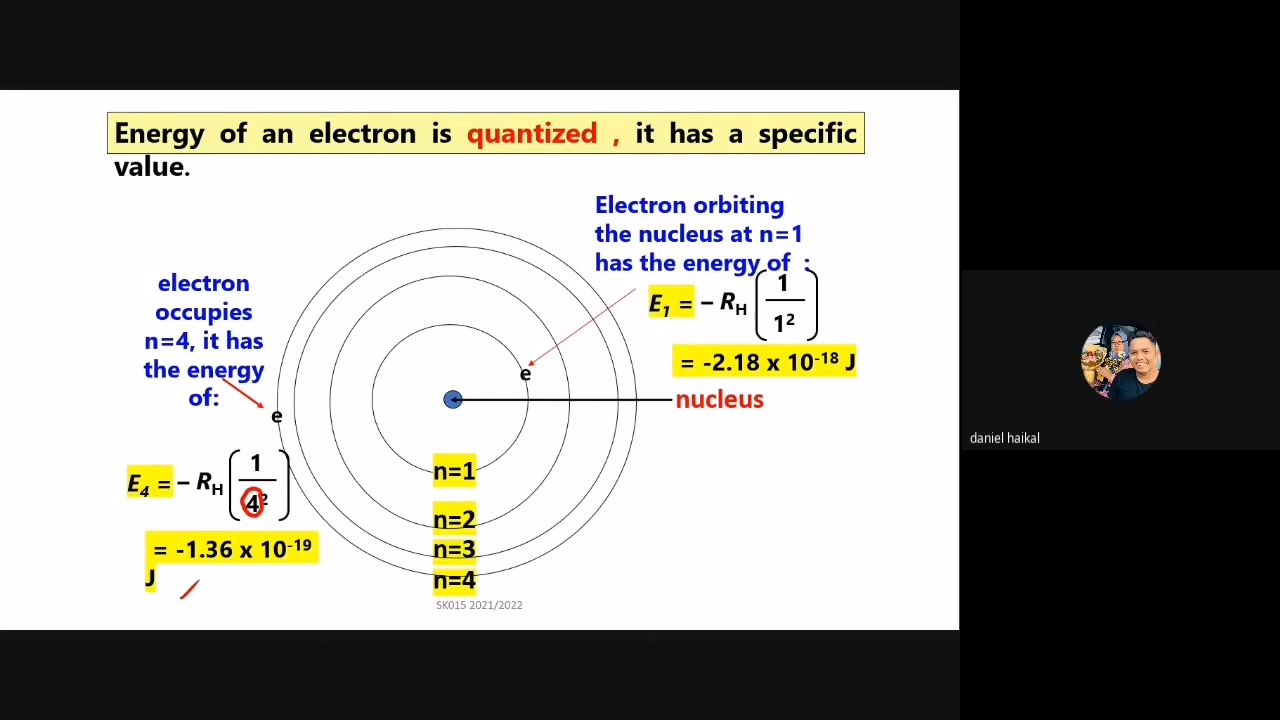 Energy of an electron is quantized , it has a specific
value.
Electron orbiting
the nucleus at n=1
has the energy of :
E₁ = – R_H (1/1²)
= -2.18 x 10⁻¹⁸ J
nucleus
electron
occupies
n=4, it has
the energy
of:
e
e
E₄ = – R_H (1/4²)
= -1.36 x 10⁻¹⁹
J
n=1
n=2
n=3
n=4
SK015 2021/2022
daniel haikal